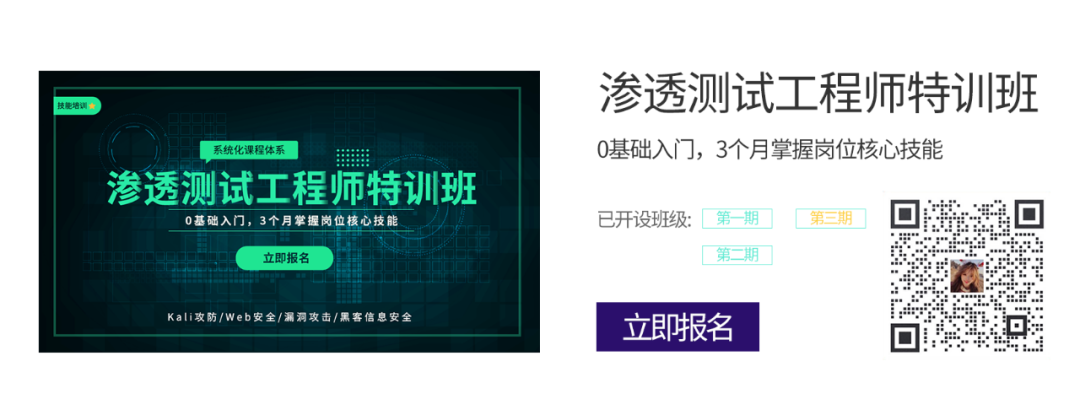 技能培训
系统化课程体系
渗透测试工程师特训班
0基础入门，3个月掌握岗位核心技能
立即报名
Kali攻防/Web安全/漏洞攻击/黑客信息安全
渗透测试工程师特训班
0基础入门，3个月掌握岗位核心技能
已开设班级: 第一期 第三期
第二期
立即报名